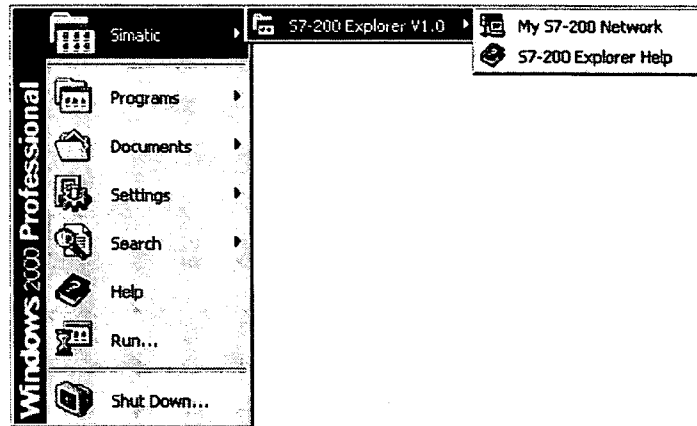 Simatic
S7-200 Explorer V1.0
My S7-200 Network
S7-200 Explorer Help
Programs
Documents
Settings
Search
Help
Run...
Shut Down...
Windows 2000 Professional